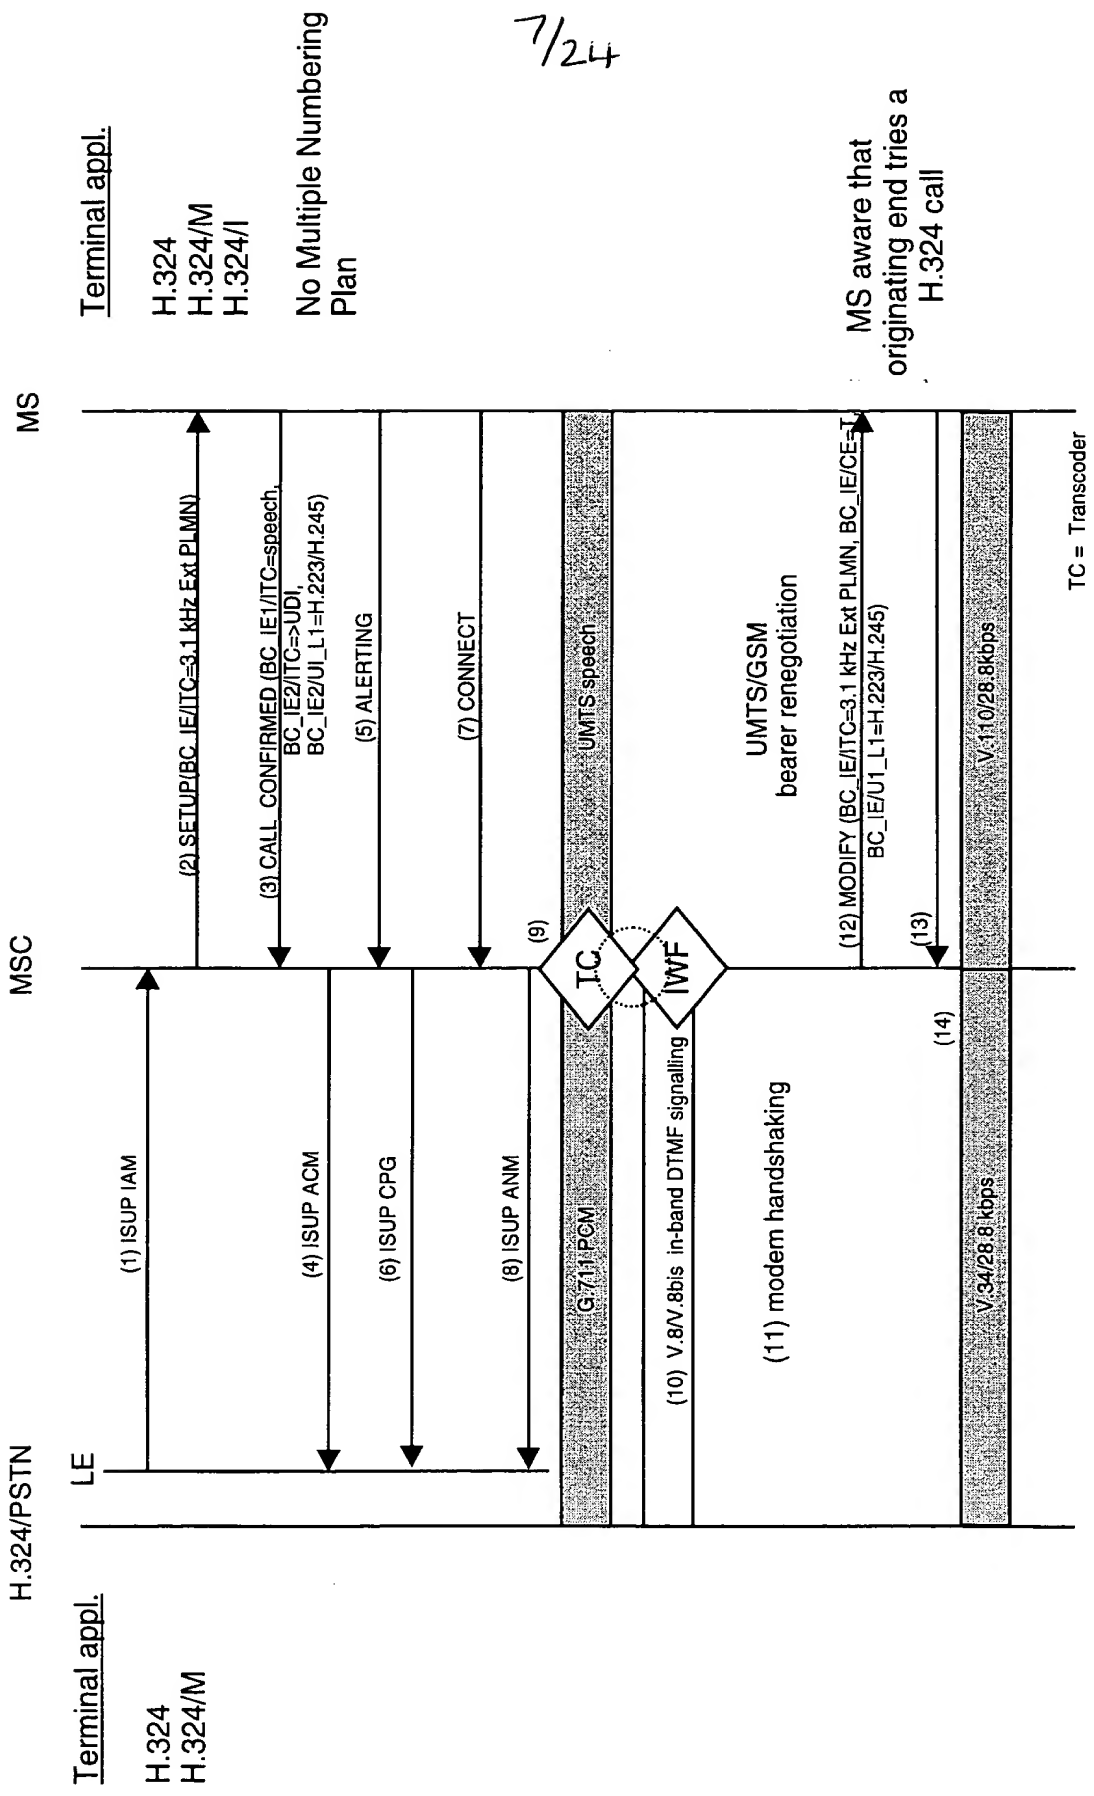 7/24
H.324/PSTN
MSC
MS
LE
Terminal appl.
H.324
H.324/M
Terminal appl.
H.324
H.324/M
H.324/I
No Multiple Numbering
Plan
(1) ISUP IAM
(2) SETUP(BC_IE/ITC=3.1 kHz Ext PLMN)
(3) CALL CONFIRMED (BC_IE1/ITC=speech,
BC_IE2/ITC=>UDI,
BC_IE2/UI_L1=H.223/H.245)
(4) ISUP ACM
(5) ALERTING
(6) ISUP CPG
(7) CONNECT
(8) ISUP ANM
(9)
G.711 PCM
TC
UMTS speech
IWF
(10) V.8/V.8bis in-band DTMF signalling
(11) modem handshaking
UMTS/GSM
bearer renegotiation
(12) MODIFY (BC_IE/ITC=3.1 kHz Ext PLMN, BC_IE/CE=T,
BC_IE/U1_L1=H.223/H.245)
MS aware that
originating end tries a
H.324 call
(13)
(14)
V.34/28.8 kbps
V.110/28.8kbps
TC = Transcoder